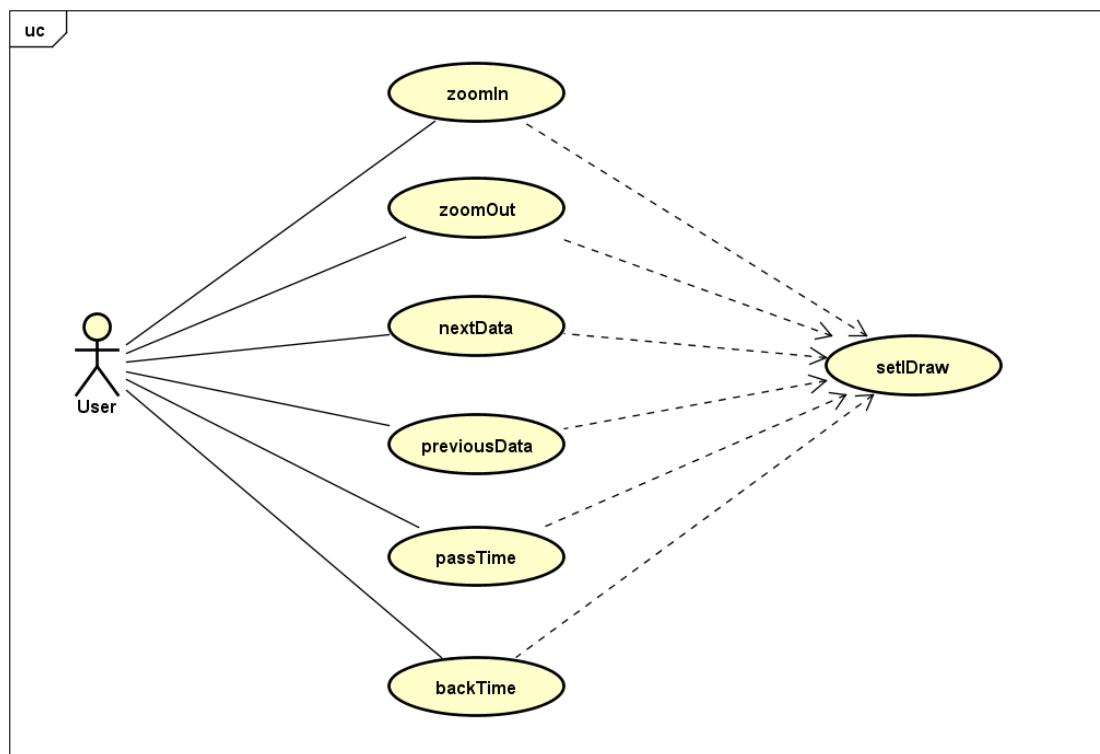 uc
zoomIn
zoomOut
nextData
setIDraw
User
previousData
passTime
backTime